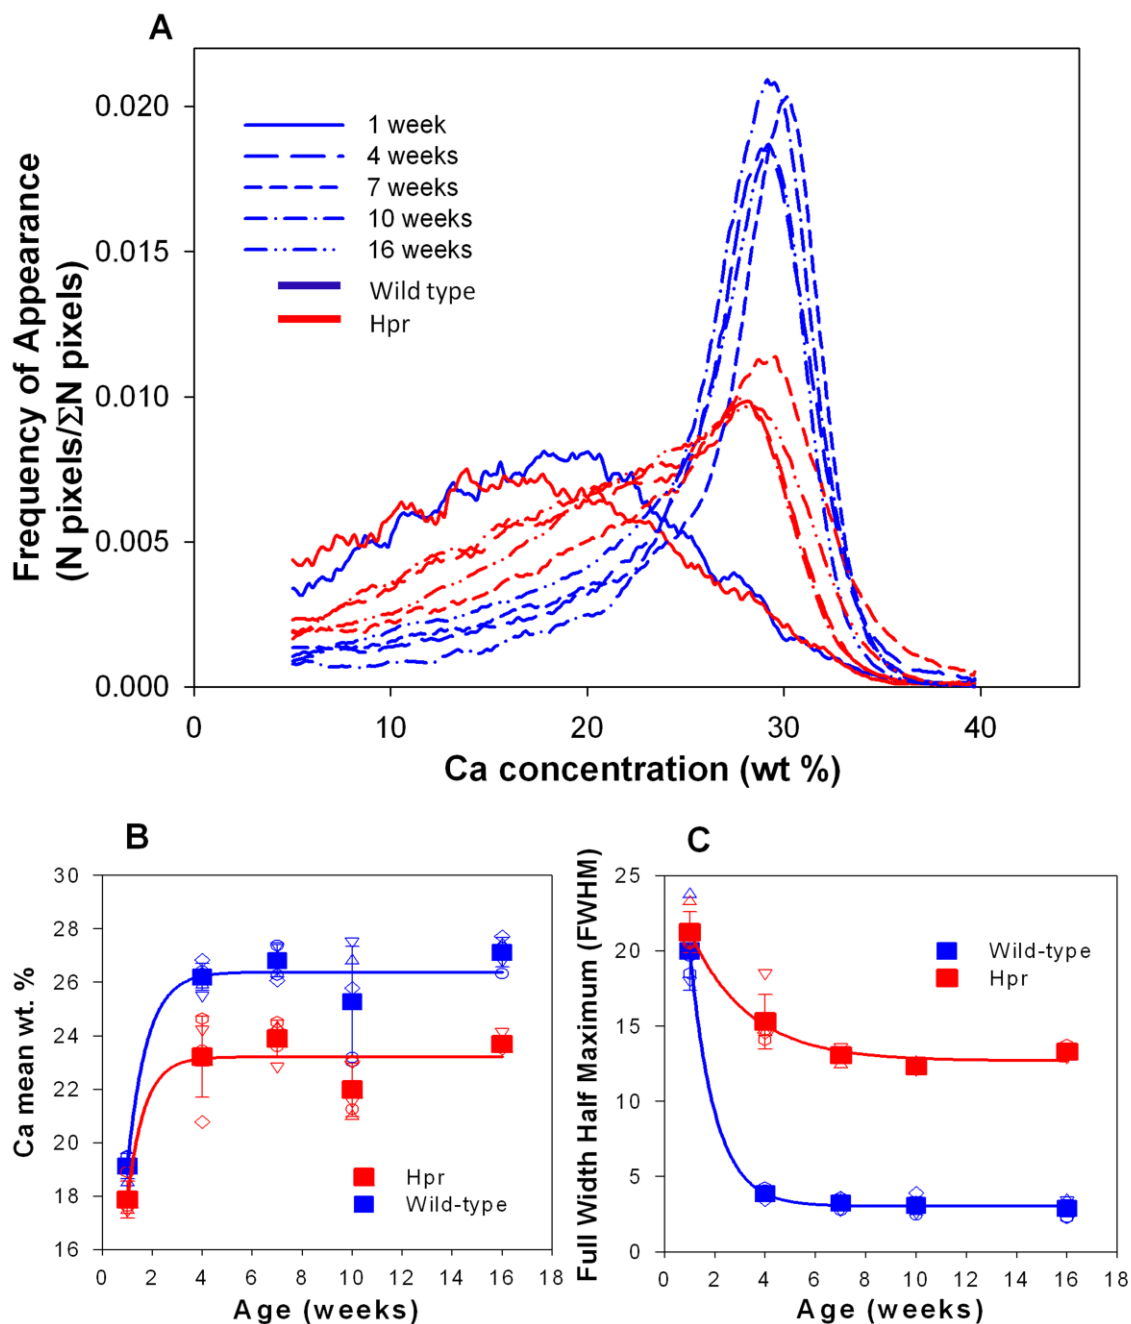 A
Frequency of Appearance
(N pixels/ΣN pixels)
0.020
0.015
0.010
0.005
0.000
1 week
4 weeks
7 weeks
10 weeks
16 weeks
Wild type
Hpr
0 10 20 30 40
Ca concentration (wt %)
B
Ca mean wt. %
30
28
26
24
22
20
18
16
Hpr
Wild-type
0 2 4 6 8 10 12 14 16 18
Age (weeks)
C
Full Width Half Maximum (FWHM)
25
20
15
10
5
0
Wild-type
Hpr
0 2 4 6 8 10 12 14 16 18
Age (weeks)